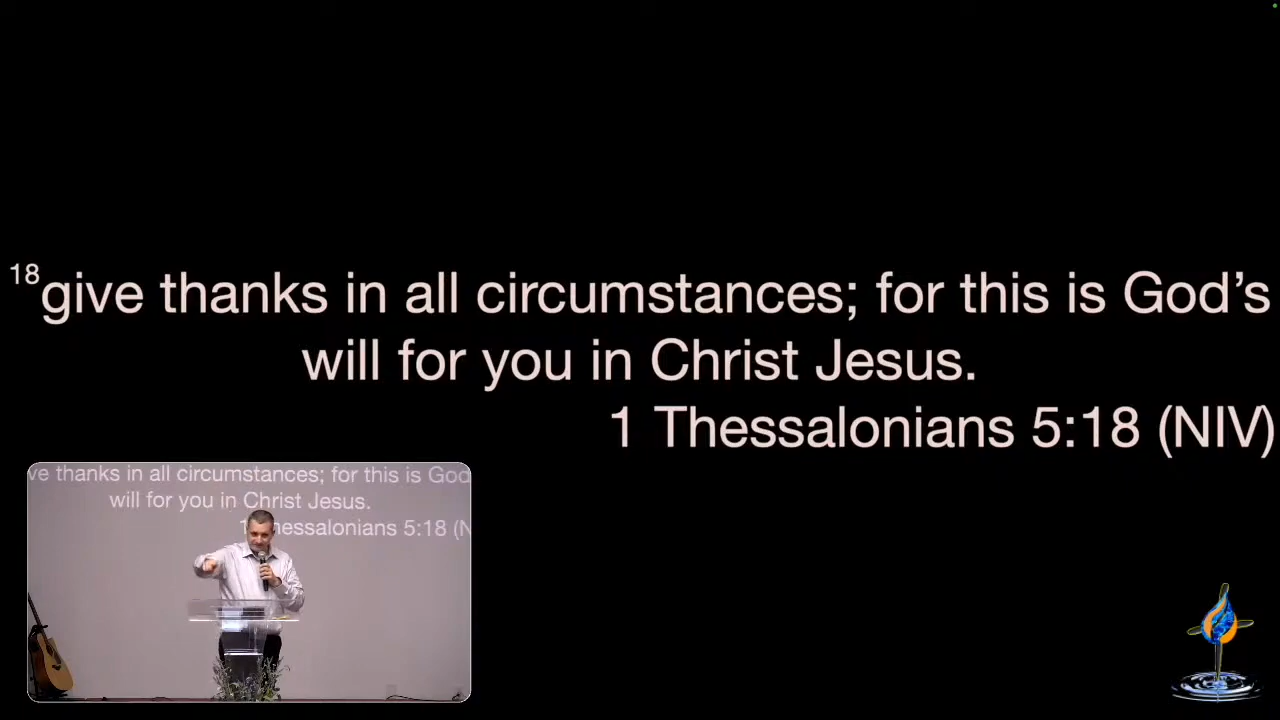 18give thanks in all circumstances; for this is God’s
will for you in Christ Jesus.
1 Thessalonians 5:18 (NIV)
ve thanks in all circumstances; for this is God
will for you in Christ Jesus.
hessalonians 5:18 (N